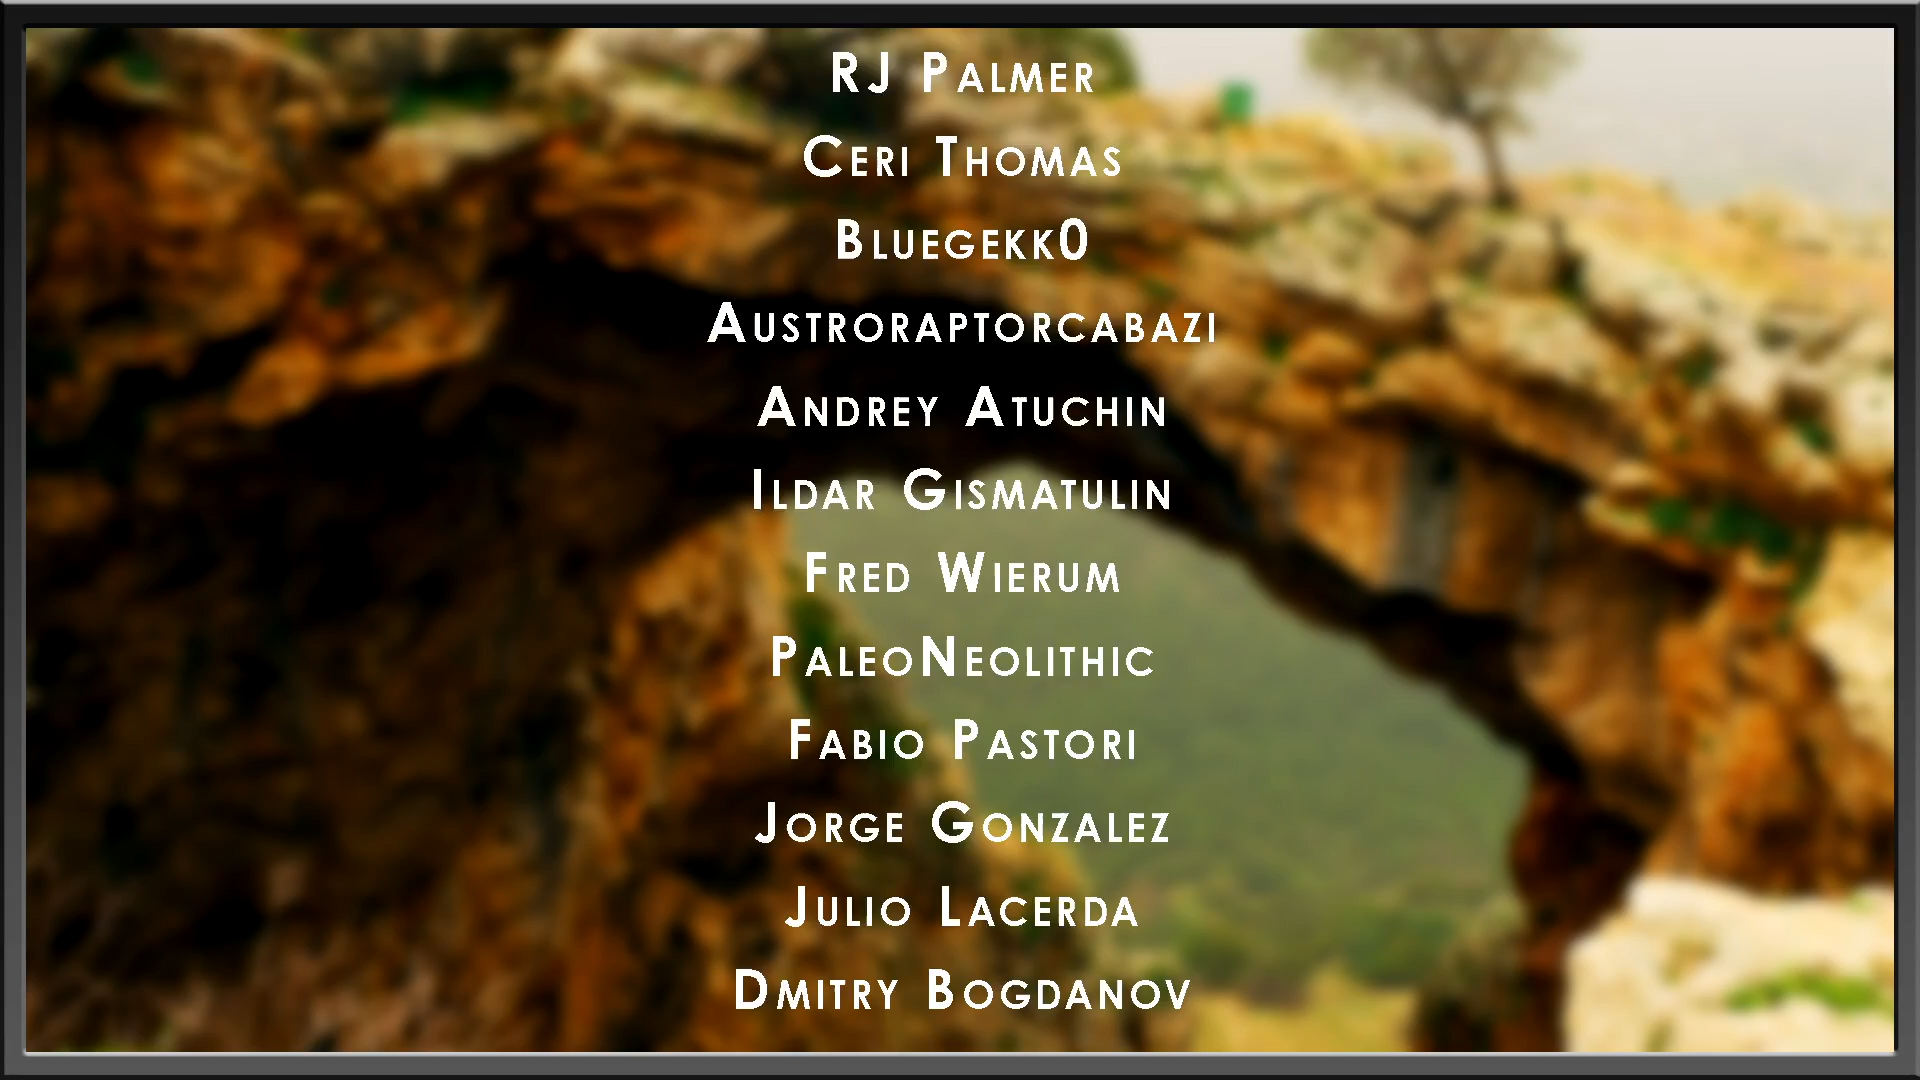 RJ Palmer
Ceri Thomas
Bluegekk0
Austroraptorcabazi
Andrey Atuchin
Ildar Gismatulin
Fred Wierum
PaleoNeolithic
Fabio Pastori
Jorge Gonzalez
Julio Lacerda
Dmitry Bogdanov